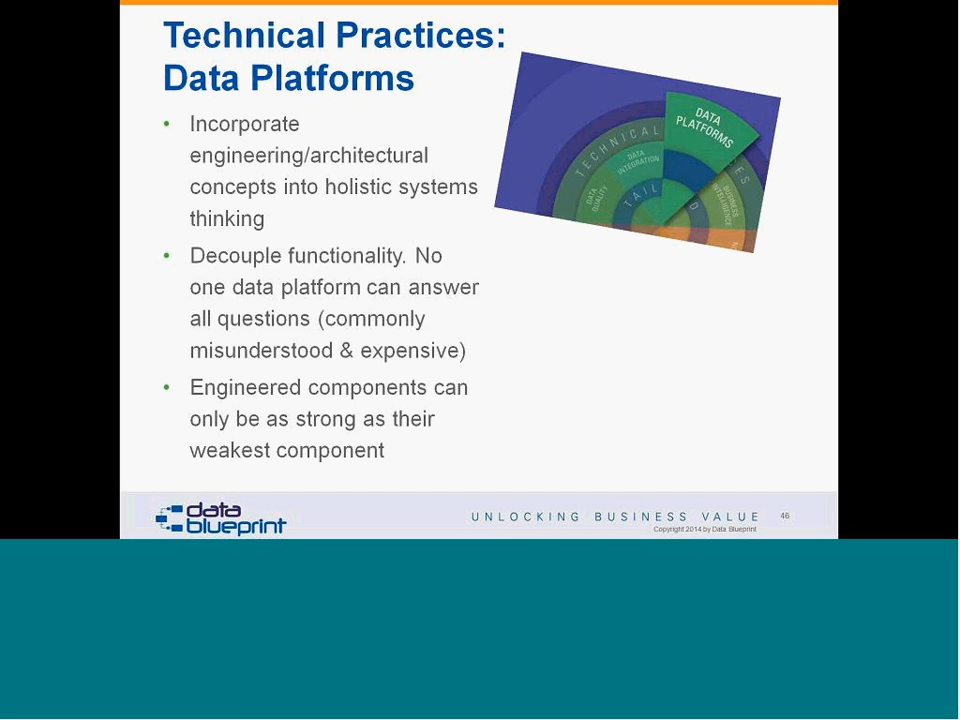 Technical Practices:
Data Platforms
• Incorporate
engineering/architectural
concepts into holistic systems
thinking
• Decouple functionality. No
one data platform can answer
all questions (commonly
misunderstood & expensive)
• Engineered components can
only be as strong as their
weakest component
DATA
PLATFORMS
TECHNICAL
DATA
INTEGRATION
DATA
QUALITY
BUSINESS
INTELLIGENCE
data
blueprint
UNLOCKING BUSINESS VALUE
46
Copyright 2014 by Data Blueprint